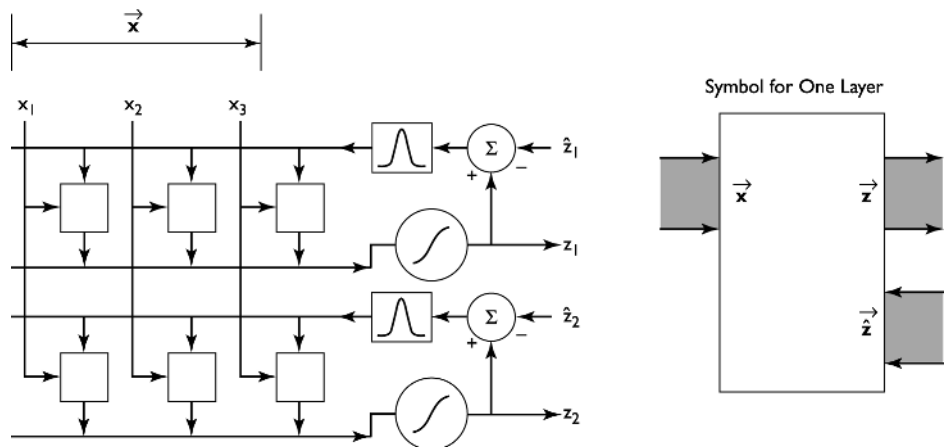 x⃗
x₁ x₂ x₃
Σ ẑ₁
+ −
z₁
Σ ẑ₂
+ −
z₂
Symbol for One Layer
x⃗ z⃗
ẑ⃗